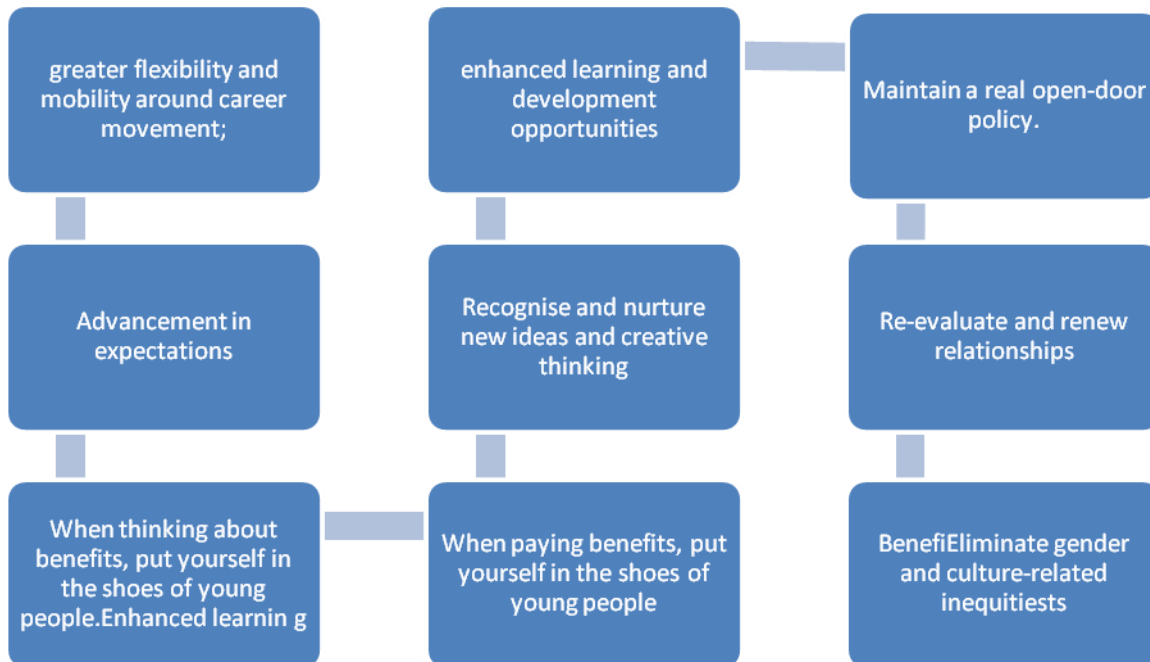 greater flexibility and
mobility around career
movement;
Advancement in
expectations
When thinking about
benefits, put yourself in
the shoes of young
people.Enhanced learnin g
When paying benefits, put
yourself in the shoes of
young people
Recognise and nurture
new ideas and creative
thinking
enhanced learning and
development
opportunities
Maintain a real open-door
policy.
Re-evaluate and renew
relationships
BenefiEliminate gender
and culture-related
inequitiests